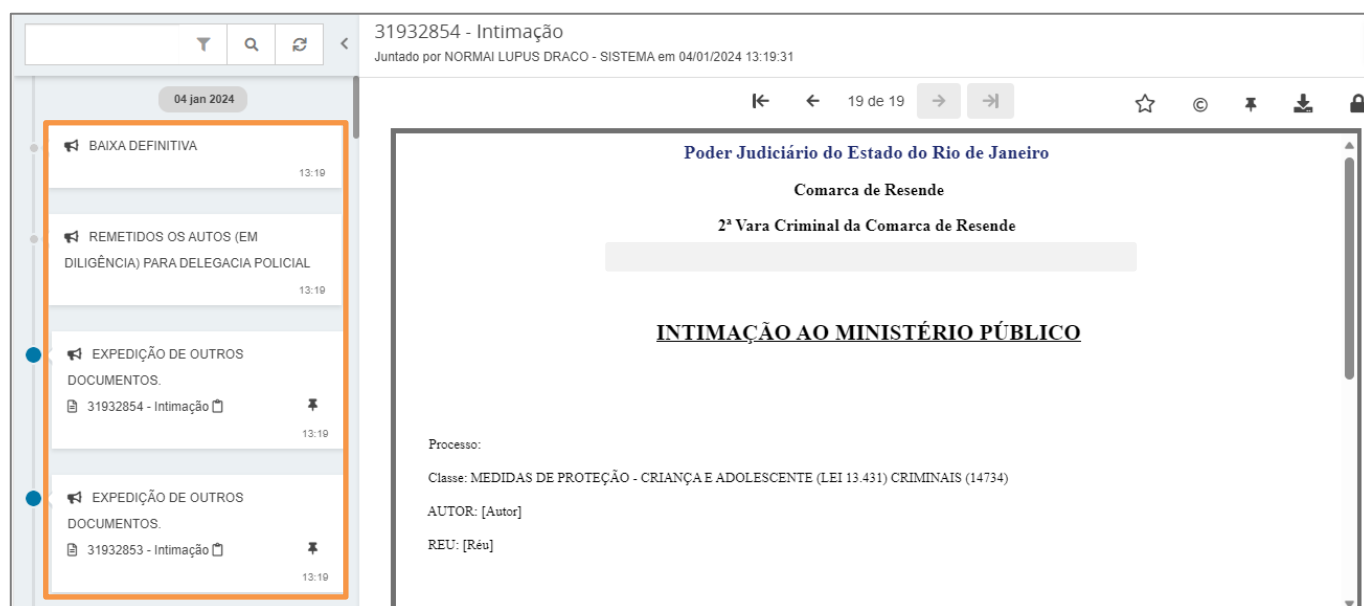 31932854 - Intimação
Juntado por NORMAI LUPUS DRACO - SISTEMA em 04/01/2024 13:19:31
04 jan 2024
BAIXA DEFINITIVA
13:19
REMETIDOS OS AUTOS (EM
DILIGÊNCIA) PARA DELEGACIA POLICIAL
13:19
EXPEDIÇÃO DE OUTROS
DOCUMENTOS.
31932854 - Intimação
13:19
EXPEDIÇÃO DE OUTROS
DOCUMENTOS.
31932853 - Intimação
13:19
19 de 19
©
Poder Judiciário do Estado do Rio de Janeiro
Comarca de Resende
2ª Vara Criminal da Comarca de Resende
INTIMAÇÃO AO MINISTÉRIO PÚBLICO
Processo:
Classe: MEDIDAS DE PROTEÇÃO - CRIANÇA E ADOLESCENTE (LEI 13.431) CRIMINAIS (14734)
AUTOR: [Autor]
REU: [Réu]